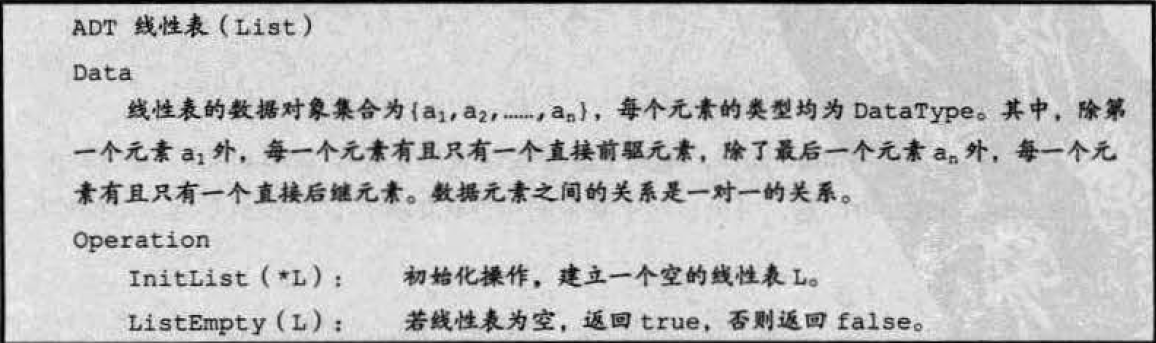 ADT 线性表(List)
Data
线性表的数据对象集合为{a₁,a₂,……,aₙ}，每个元素的类型均为 DataType。其中，除第
一个元素 a₁ 外，每一个元素有且只有一个直接前驱元素，除了最后一个元素 aₙ 外，每一个元
素有且只有一个直接后继元素。数据元素之间的关系是一对一的关系。
Operation
InitList(*L): 初始化操作，建立一个空的线性表 L。
ListEmpty(L): 若线性表为空，返回 true，否则返回 false。